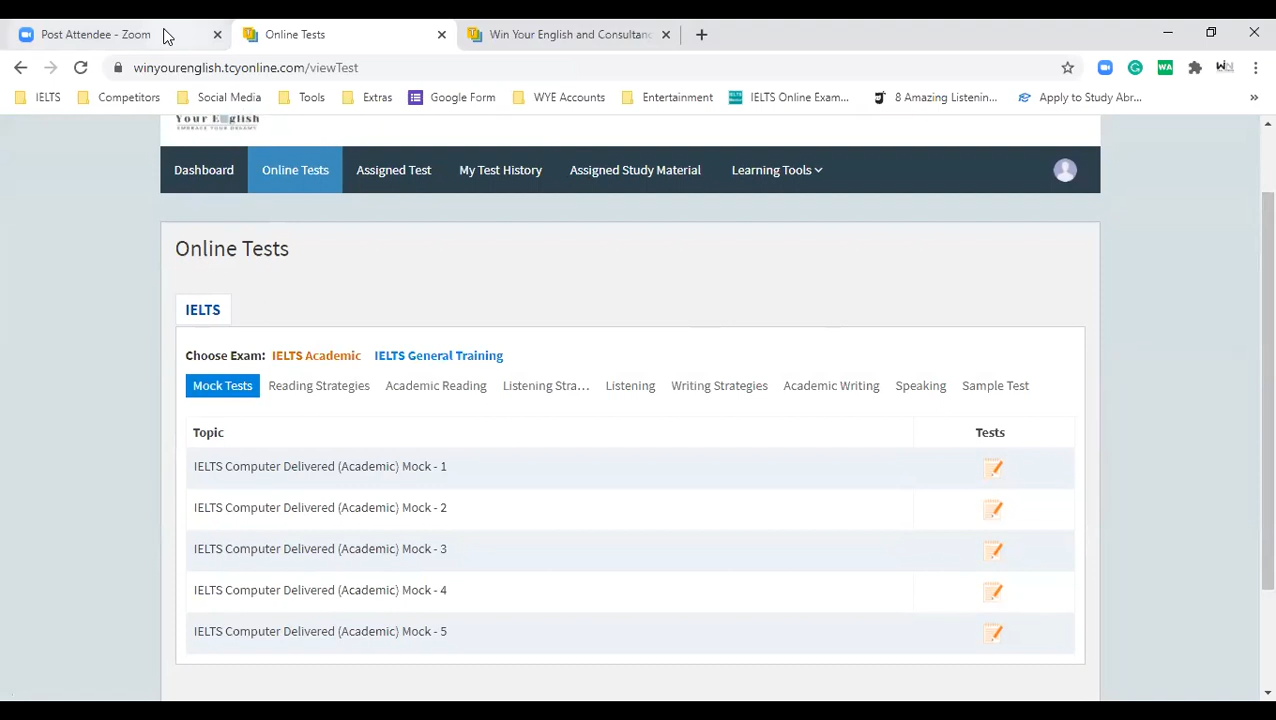 Post Attendee - Zoom
Online Tests
Win Your English and Consultanc
winyourenglish.tcyonline.com/viewTest
IELTS
Competitors
Social Media
Tools
Extras
Google Form
WYE Accounts
Entertainment
IELTS Online Exam...
8 Amazing Listenin...
Apply to Study Abr...
Your English
EMBRACE YOUR DREAMS
Dashboard
Online Tests
Assigned Test
My Test History
Assigned Study Material
Learning Tools
Online Tests
IELTS
Choose Exam: IELTS Academic IELTS General Training
Mock Tests Reading Strategies Academic Reading Listening Stra... Listening Writing Strategies Academic Writing Speaking Sample Test
Topic Tests
IELTS Computer Delivered (Academic) Mock - 1
IELTS Computer Delivered (Academic) Mock - 2
IELTS Computer Delivered (Academic) Mock - 3
IELTS Computer Delivered (Academic) Mock - 4
IELTS Computer Delivered (Academic) Mock - 5